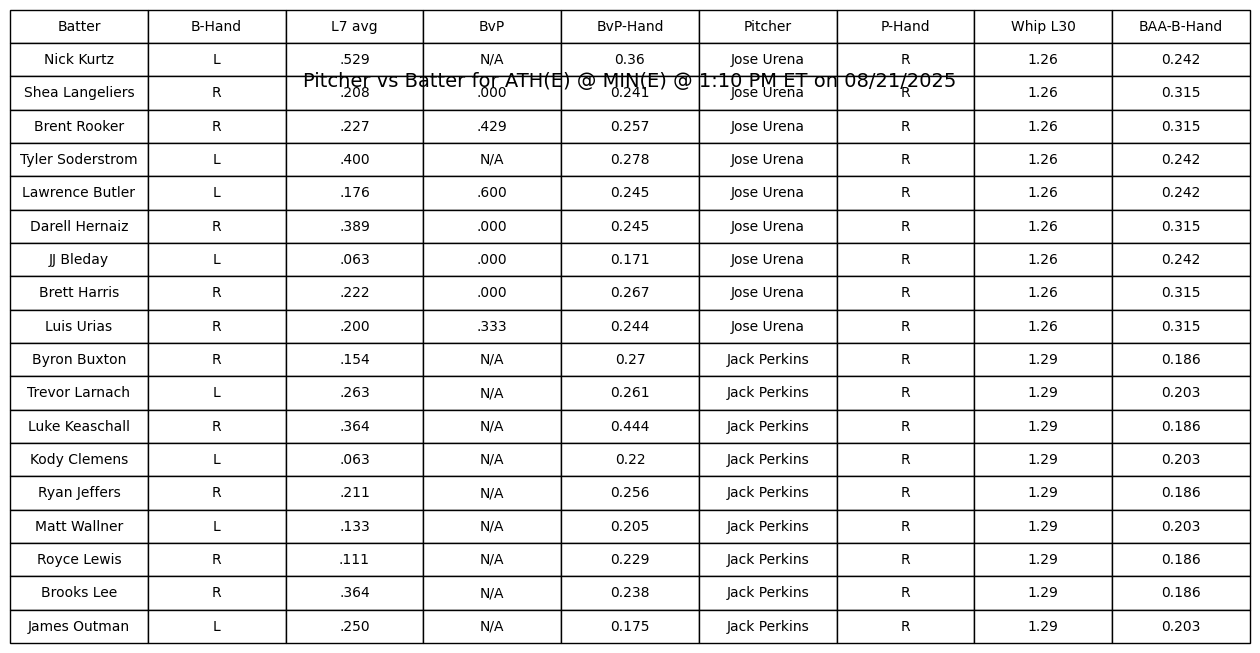 Batter B-Hand L7 avg BvP BvP-Hand Pitcher P-Hand Whip L30 BAA-B-Hand
Nick Kurtz L .529 N/A 0.36 Jose Urena R 1.26 0.242
Pitcher vs Batter for ATH(E) @ MIN(E) @ 1:10 PM ET on 08/21/2025
Shea Langeliers R .208 .000 0.241 Jose Urena R 1.26 0.315
Brent Rooker R .227 .429 0.257 Jose Urena R 1.26 0.315
Tyler Soderstrom L .400 N/A 0.278 Jose Urena R 1.26 0.242
Lawrence Butler L .176 .600 0.245 Jose Urena R 1.26 0.242
Darell Hernaiz R .389 .000 0.245 Jose Urena R 1.26 0.315
JJ Bleday L .063 .000 0.171 Jose Urena R 1.26 0.242
Brett Harris R .222 .000 0.267 Jose Urena R 1.26 0.315
Luis Urias R .200 .333 0.244 Jose Urena R 1.26 0.315
Byron Buxton R .154 N/A 0.27 Jack Perkins R 1.29 0.186
Trevor Larnach L .263 N/A 0.261 Jack Perkins R 1.29 0.203
Luke Keaschall R .364 N/A 0.444 Jack Perkins R 1.29 0.186
Kody Clemens L .063 N/A 0.22 Jack Perkins R 1.29 0.203
Ryan Jeffers R .211 N/A 0.256 Jack Perkins R 1.29 0.186
Matt Wallner L .133 N/A 0.205 Jack Perkins R 1.29 0.203
Royce Lewis R .111 N/A 0.229 Jack Perkins R 1.29 0.186
Brooks Lee R .364 N/A 0.238 Jack Perkins R 1.29 0.186
James Outman L .250 N/A 0.175 Jack Perkins R 1.29 0.203